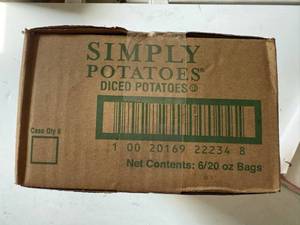 SIMPLY
POTATOES®
DICED POTATOES
Case Qty 6
1 00 20169 22234 8
Net Contents: 6/20 oz Bags